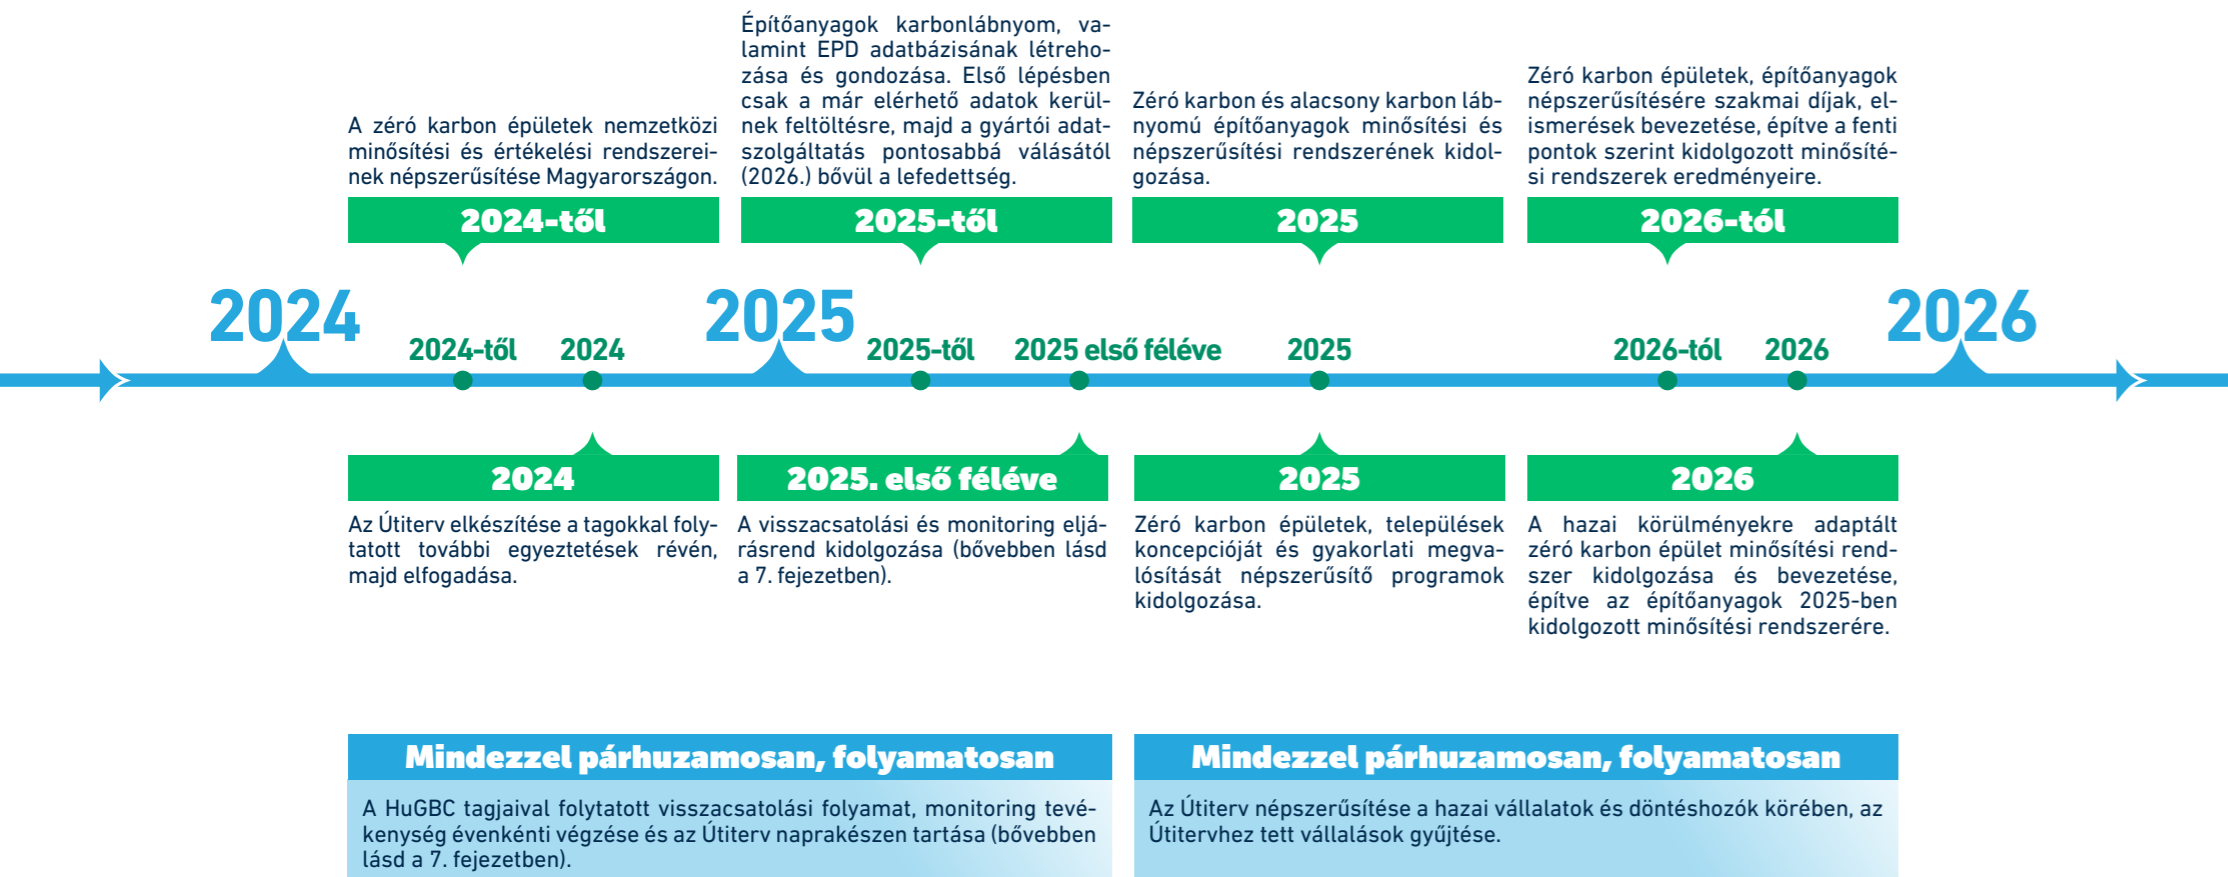 A zéró karbon épületek nemzetközi
minősítési és értékelési rendszerei-
nek népszerűsítése Magyarországon.
2024-től
Építőanyagok karbonlábnyom, va-
lamint EPD adatbázisának létreho-
zása és gondozása. Első lépésben
csak a már elérhető adatok kerül-
nek feltöltésre, majd a gyártói adat-
szolgáltatás pontosabbá válásától
(2026.) bővül a lefedettség.
2025-től
Zéró karbon és alacsony karbon láb-
nyomú építőanyagok minősítési és
népszerűsítési rendszerének kidol-
gozása.
2025
Zéró karbon épületek, építőanyagok
népszerűsítésére szakmai díjak, el-
ismerések bevezetése, építve a fenti
pontok szerint kidolgozott minősíté-
si rendszerek eredményeire.
2026-tól
2024
2024-től
2024
2025
2025-től
2025 első féléve
2025
2026-tól
2026
2026
2024
Az Útiterv elkészítése a tagokkal foly-
tatott további egyeztetések révén,
majd elfogadása.
2025. első féléve
A visszacsatolási és monitoring eljá-
rásrend kidolgozása (bővebben lásd
a 7. fejezetben).
2025
Zéró karbon épületek, települések
koncepcióját és gyakorlati megva-
lósítását népszerűsítő programok
kidolgozása.
2026
A hazai körülményekre adaptált
zéró karbon épület minősítési rend-
szer kidolgozása és bevezetése,
építve az építőanyagok 2025-ben
kidolgozott minősítési rendszerére.
Mindezzel párhuzamosan, folyamatosan
A HuGBC tagjaival folytatott visszacsatolási folyamat, monitoring tevé-
kenység évenkénti végzése és az Útiterv naprakészen tartása (bővebben
lásd a 7. fejezetben).
Mindezzel párhuzamosan, folyamatosan
Az Útiterv népszerűsítése a hazai vállalatok és döntéshozók körében, az
Útitervhez tett vállalások gyűjtése.